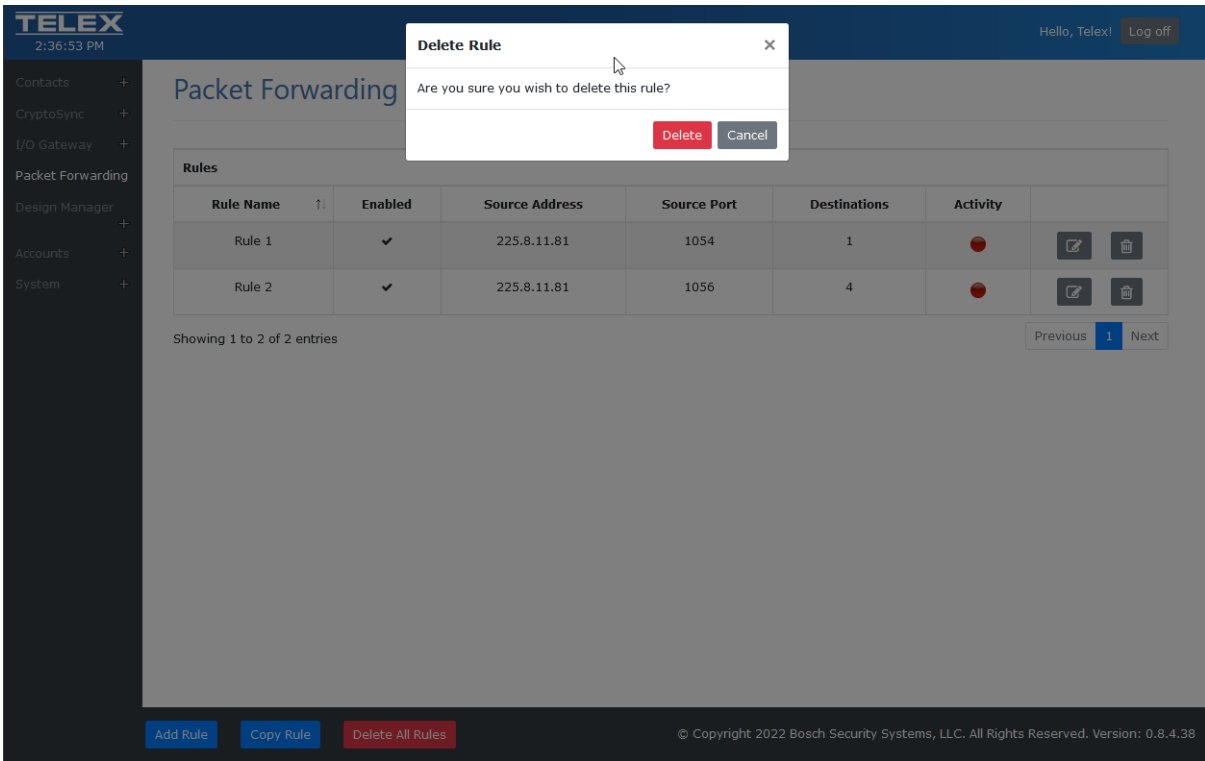 TELEX
2:36:53 PM
Hello, Telex! Log off
Delete Rule ×
Are you sure you wish to delete this rule?
Delete Cancel
Contacts +
CryptoSync +
I/O Gateway +
Packet Forwarding
Design Manager +
Accounts +
System +
Packet Forwarding
Rules
Rule Name Enabled Source Address Source Port Destinations Activity
Rule 1 ✔ 225.8.11.81 1054 1
Rule 2 ✔ 225.8.11.81 1056 4
Showing 1 to 2 of 2 entries
Previous 1 Next
Add Rule Copy Rule Delete All Rules
© Copyright 2022 Bosch Security Systems, LLC. All Rights Reserved. Version: 0.8.4.38